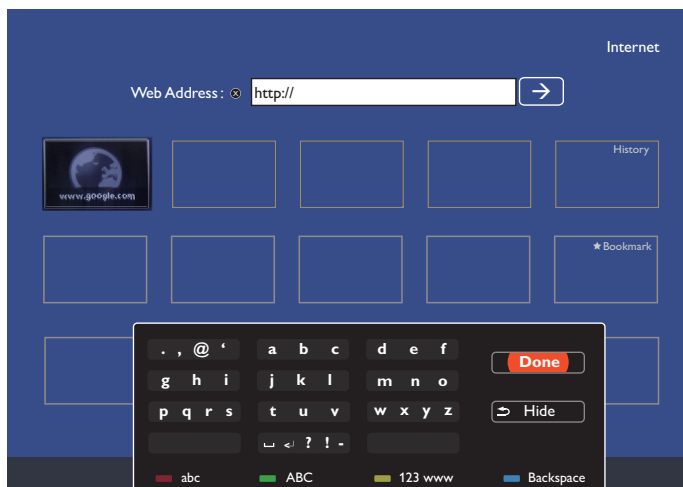 Internet
Web Address : http://
www.google.com
History
★ Bookmark
. , @ ‘ a b c d e f
Done
g h i j k l m n o
p q r s t u v w x y z
Hide
⌴ ↵ ? ! -
abc ABC 123 www Backspace